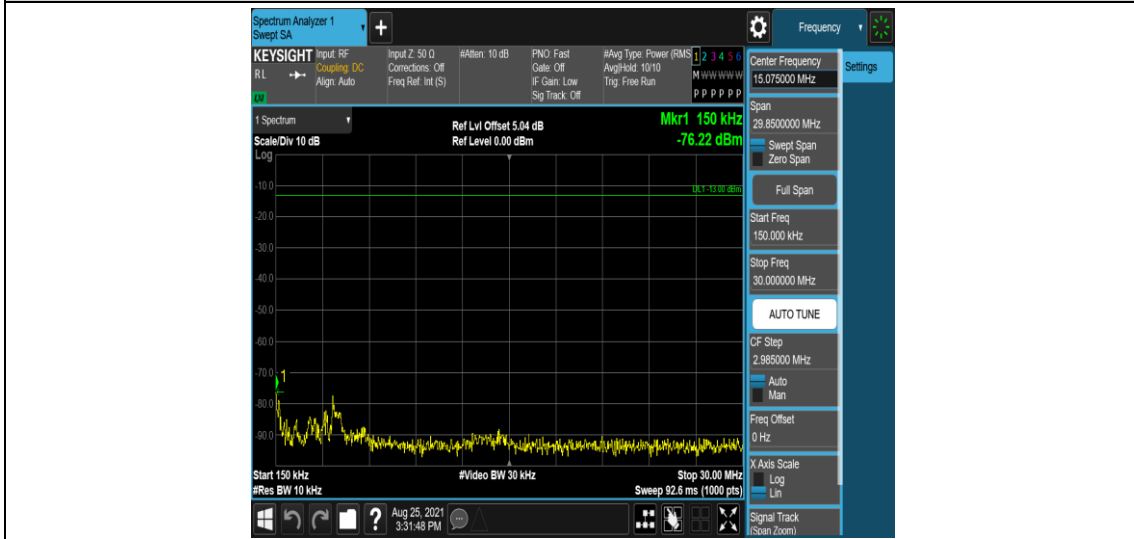 Spectrum Analyzer 1
Swept SA
+
Frequency
KEYSIGHT
RL
Input: RF
Coupling: DC
Align: Auto
Input Z: 50 Ω
Corrections: Off
Freq Ref: Int (S)
#Atten: 10 dB
PNO: Fast
Gate: Off
IF Gain: Low
Sig Track: Off
#Avg Type: Power (RMS
Avg|Hold: 10/10
Trig: Free Run
1 2 3 4 5 6
M W W W W W
P P P P P P
1 Spectrum
Scale/Div 10 dB
Log
Ref Lvl Offset 5.04 dB
Ref Level 0.00 dBm
Mkr1 150 kHz
-76.22 dBm
DL1 -13.00 dBm
-10.0
-20.0
-30.0
-40.0
-50.0
-60.0
-70.0
1
-80.0
-90.0
Start 150 kHz
#Res BW 10 kHz
#Video BW 30 kHz
Stop 30.00 MHz
Sweep 92.6 ms (1000 pts)
?
Aug 25, 2021
3:31:48 PM
Center Frequency
15.075000 MHz
Settings
Span
29.8500000 MHz
Swept Span
Zero Span
Full Span
Start Freq
150.000 kHz
Stop Freq
30.000000 MHz
AUTO TUNE
CF Step
2.985000 MHz
Auto
Man
Freq Offset
0 Hz
X Axis Scale
Log
Lin
Signal Track
(Span Zoom)